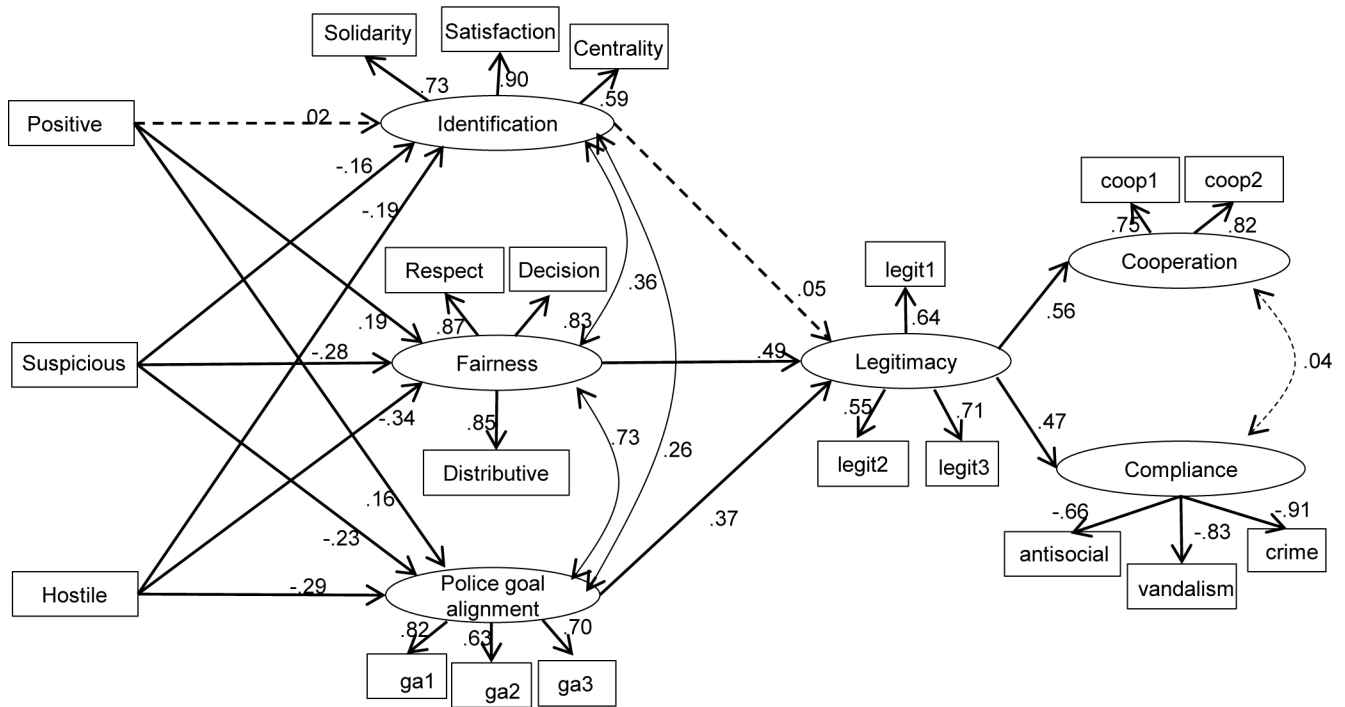 Solidarity
Satisfaction
Centrality
.73
.90
.59
Positive
.02
Identification
-.16
-.19
coop1
coop2
.75
.82
Cooperation
Respect
Decision
.36
.05
legit1
.64
.56
.19
.87
.83
Suspicious
-.28
Fairness
.49
Legitimacy
.04
-.34
.85
.73
.26
.55
.71
.47
Distributive
legit2
legit3
Compliance
.16
-.23
.37
-.66
-.83
-.91
antisocial
vandalism
crime
Hostile
-.29
Police goal
alignment
.82
.63
.70
ga1
ga2
ga3